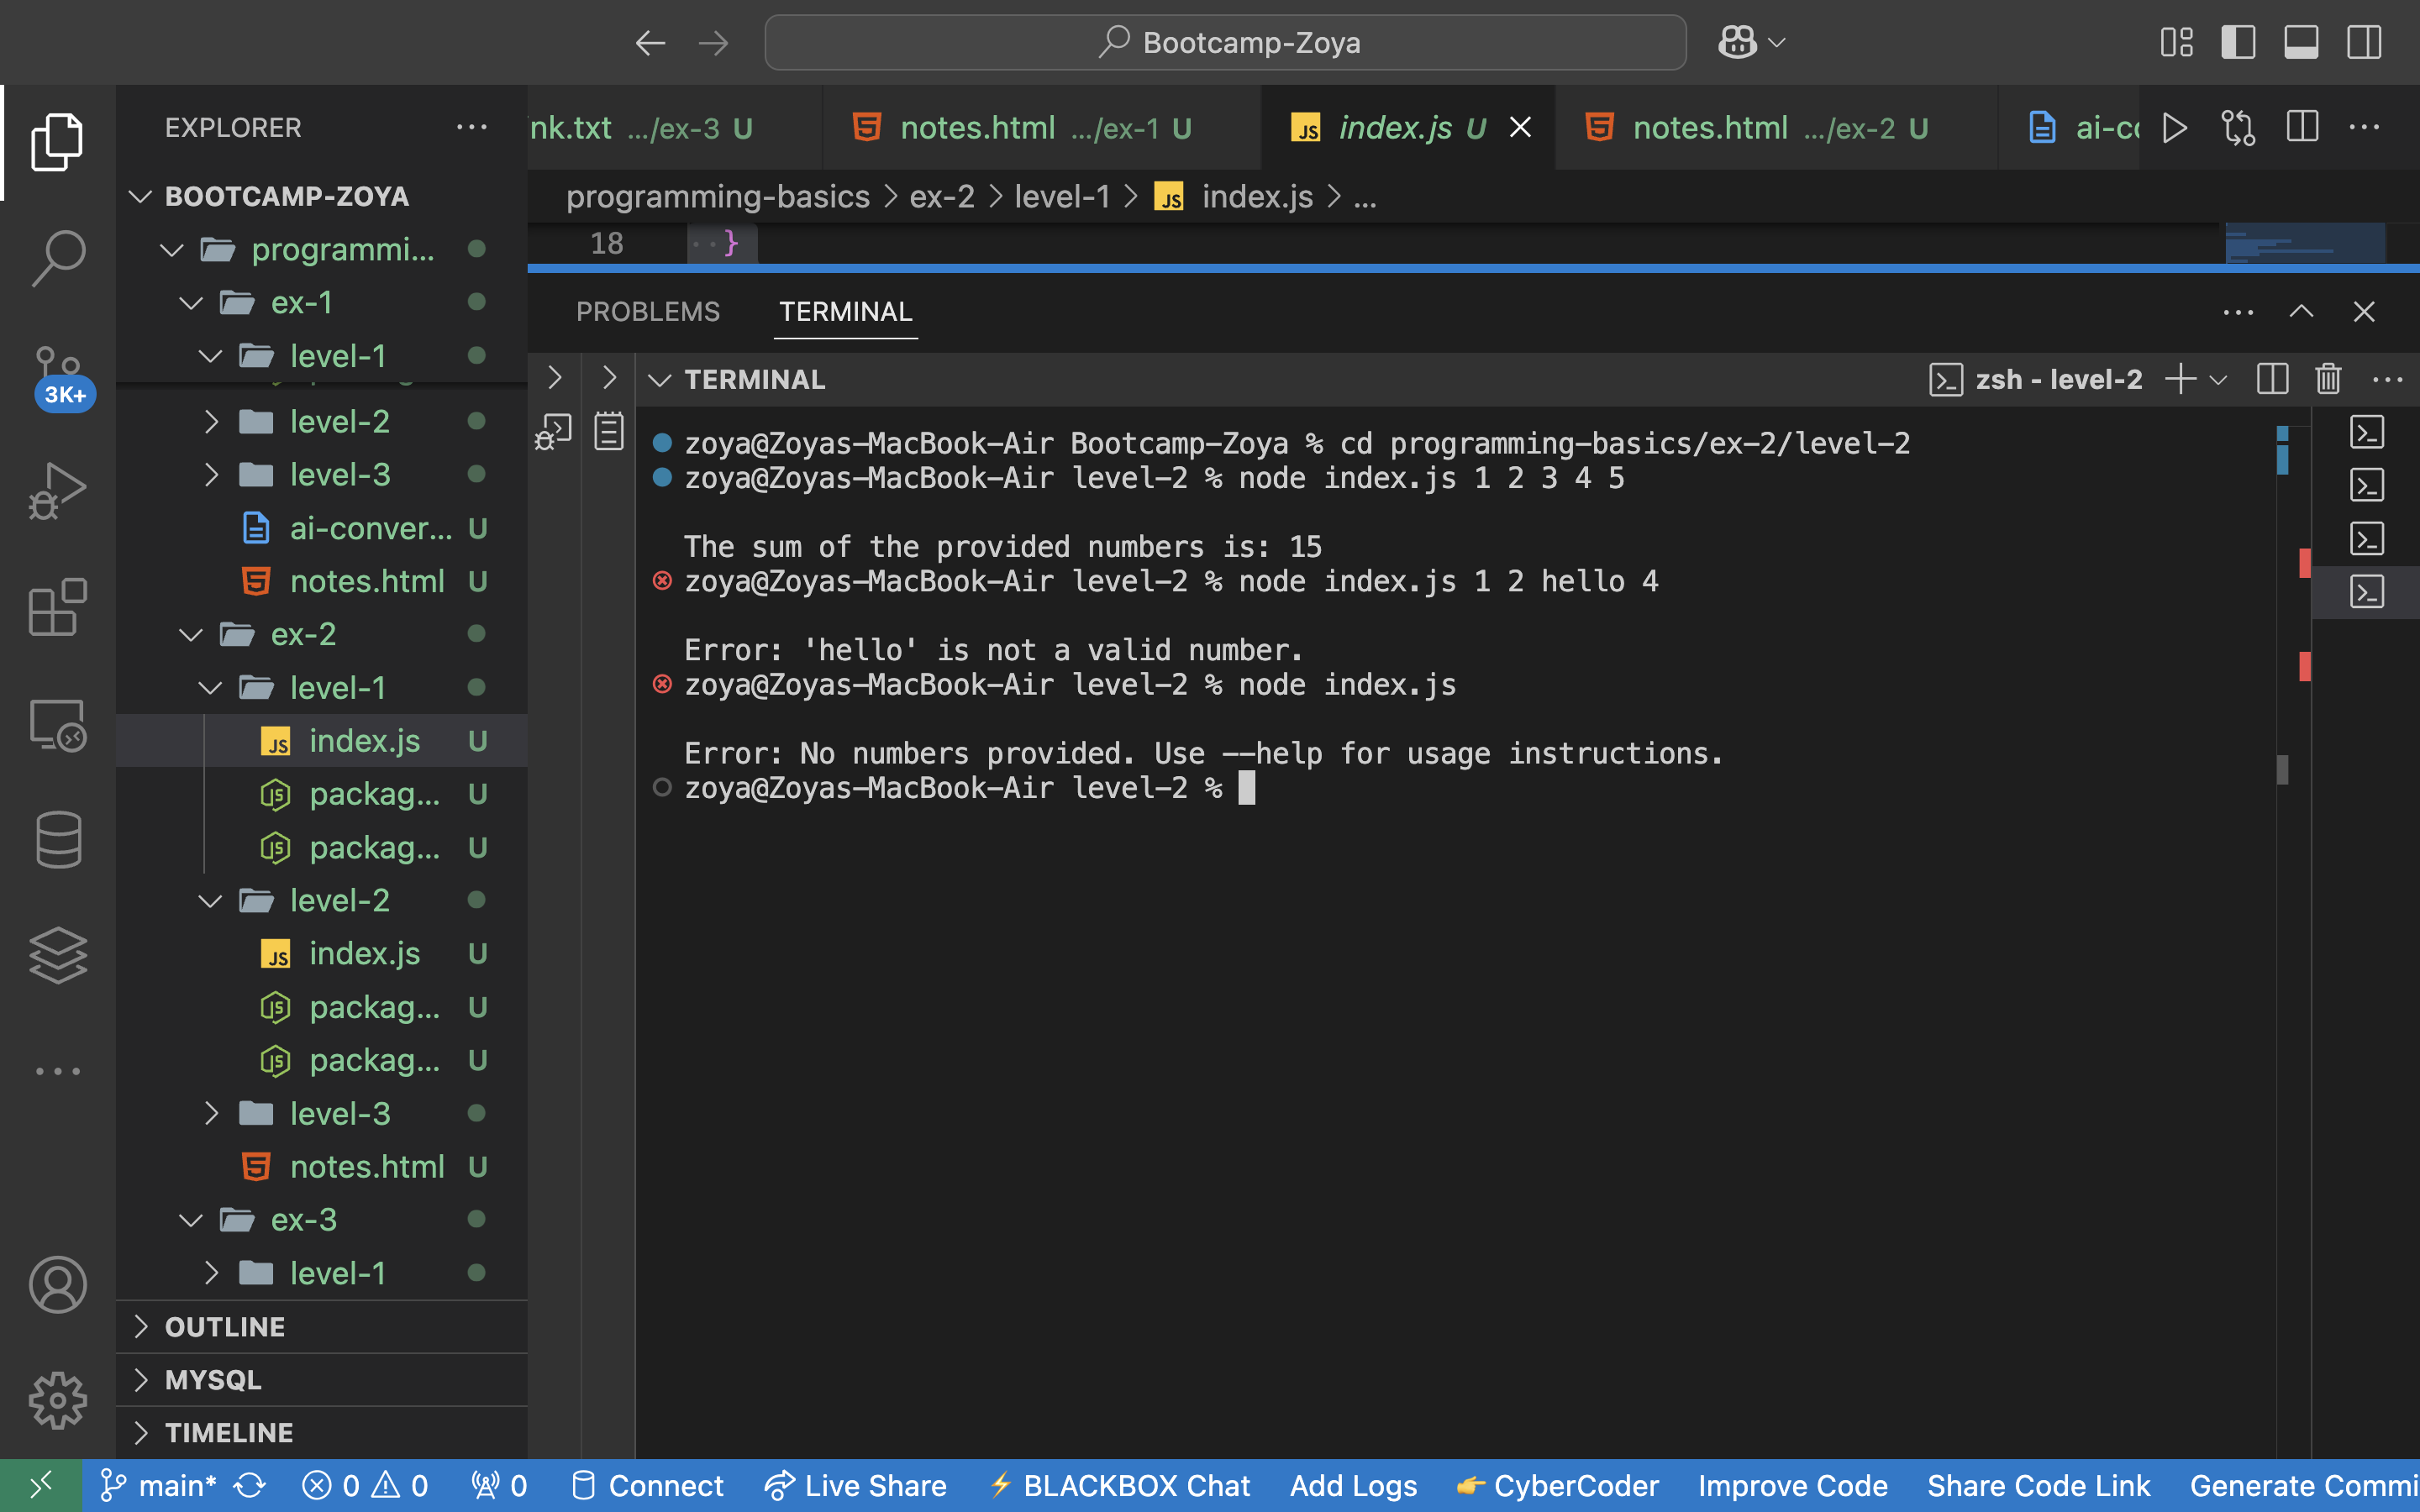 Bootcamp-Zoya
EXPLORER
nk.txt .../ex-3 U
notes.html .../ex-1 U
index.js U
notes.html .../ex-2 U
BOOTCAMP-ZOYA
programming-basics > ex-2 > level-1 > JS index.js > ...
programmi...
18 }
ex-1
level-1
PROBLEMS
TERMINAL
3K+
level-2
level-3
ai-conver... U
notes.html U
ex-2
level-1
JS index.js U
packag... U
packag... U
level-2
JS index.js U
packag... U
packag... U
level-3
notes.html U
ex-3
level-1
OUTLINE
MYSQL
TIMELINE
TERMINAL
zsh - level-2
zoya@Zoyas-MacBook-Air Bootcamp-Zoya % cd programming-basics/ex-2/level-2
zoya@Zoyas-MacBook-Air level-2 % node index.js 1 2 3 4 5
The sum of the provided numbers is: 15
zoya@Zoyas-MacBook-Air level-2 % node index.js 1 2 hello 4
Error: 'hello' is not a valid number.
zoya@Zoyas-MacBook-Air level-2 % node index.js
Error: No numbers provided. Use --help for usage instructions.
zoya@Zoyas-MacBook-Air level-2 %
main* 0 0 0 Connect Live Share BLACKBOX Chat Add Logs CyberCoder Improve Code Share Code Link Generate Commi